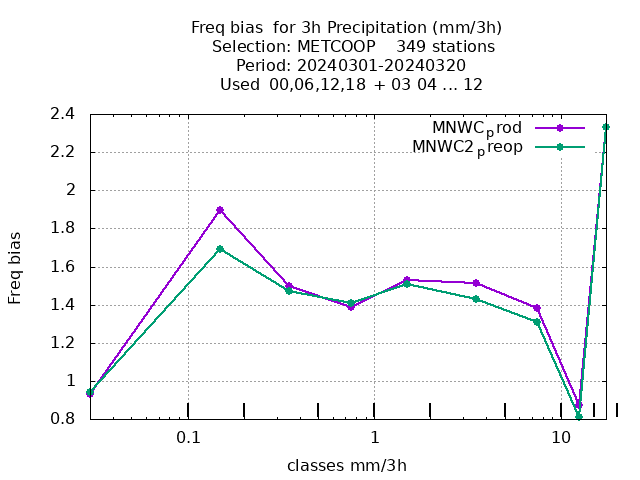 Freq bias  for 3h Precipitation (mm/3h)
Selection: METCOOP    349 stations
Period: 20240301-20240320
Used  00,06,12,18  + 03 04 ... 12
2.4
2.2
2
1.8
1.6
1.4
1.2
1
0.8
Freq bias
MNWCprod
MNWC2preop
0.1
1
10
classes mm/3h